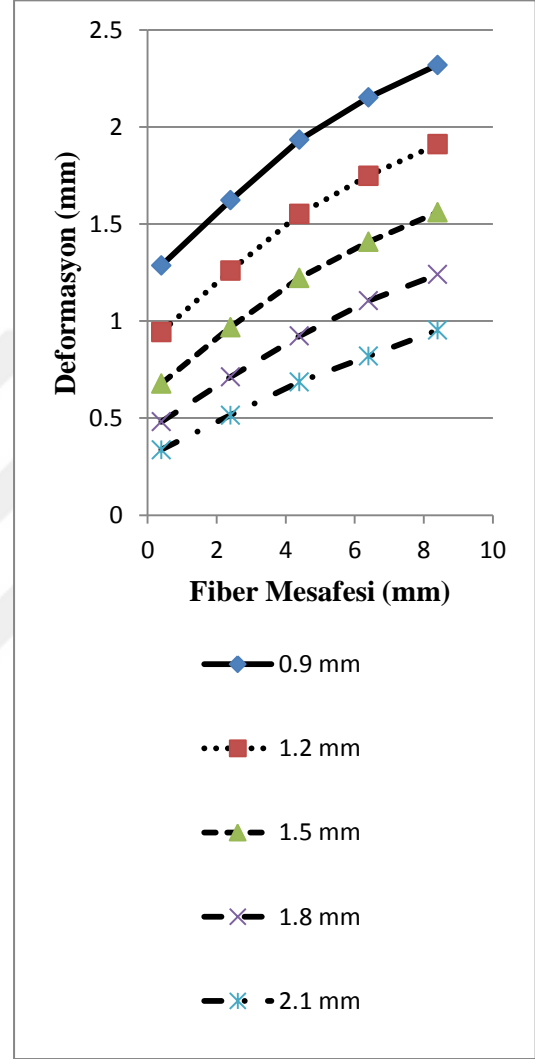 2.5
2
1.5
1
0.5
0
Deformasyon (mm)
0 2 4 6 8 10
Fiber Mesafesi (mm)
0.9 mm
1.2 mm
1.5 mm
1.8 mm
2.1 mm